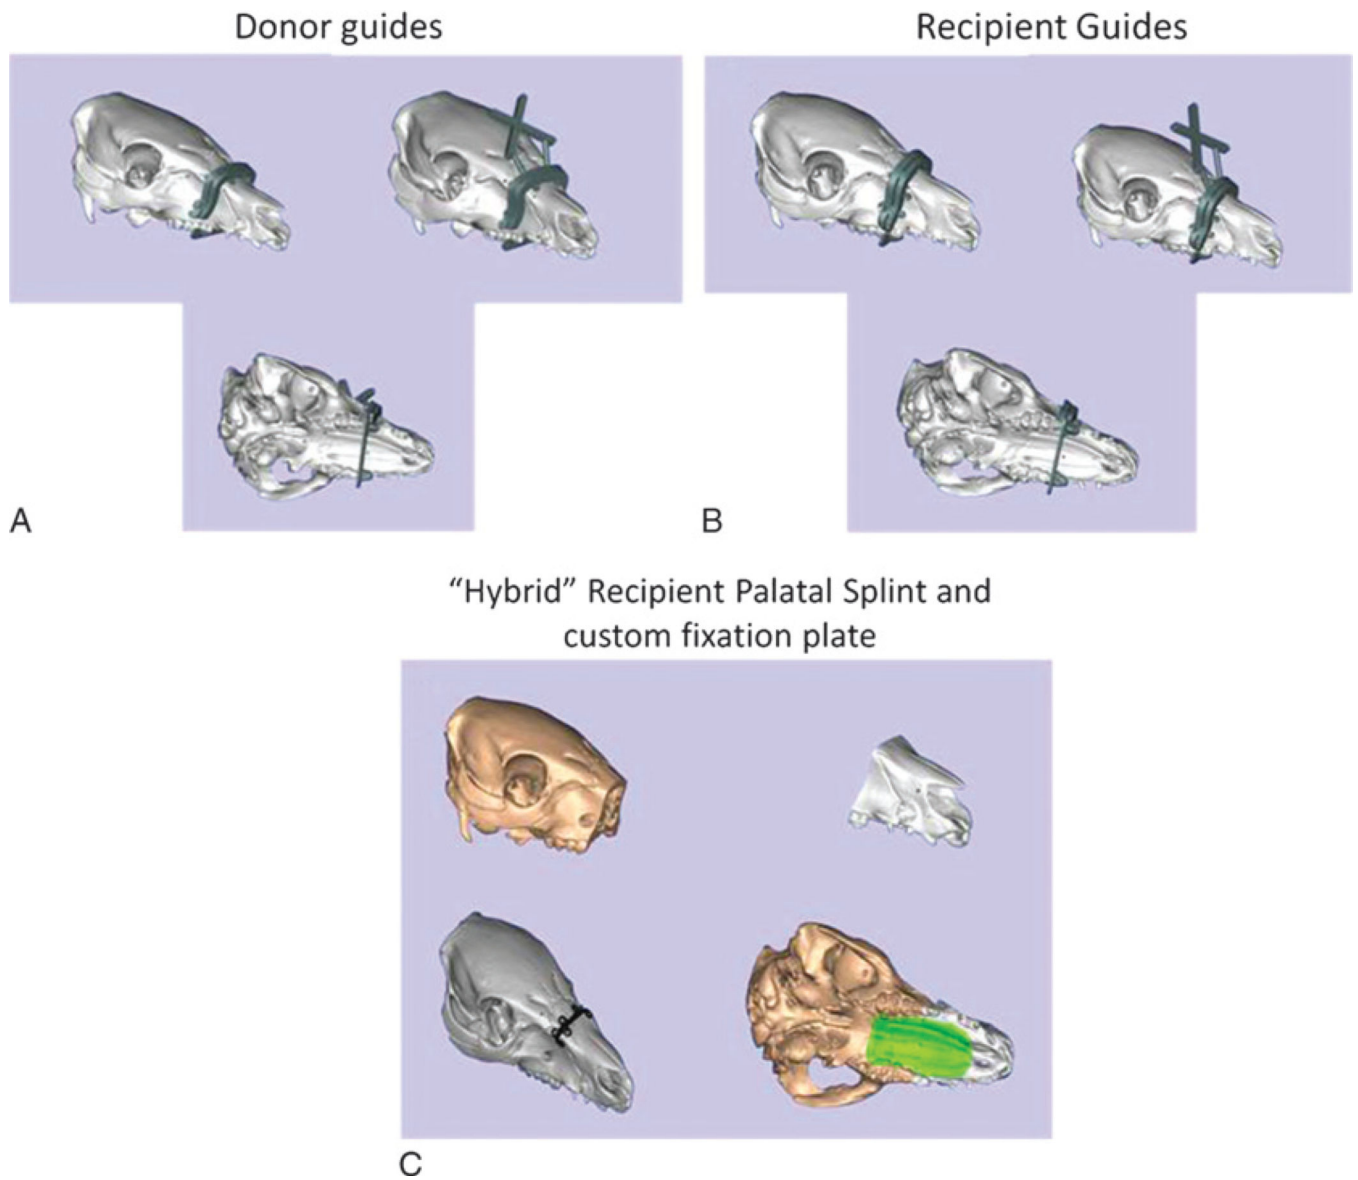 Donor guides
Recipient Guides
A
B
“Hybrid” Recipient Palatal Splint and
custom fixation plate
C